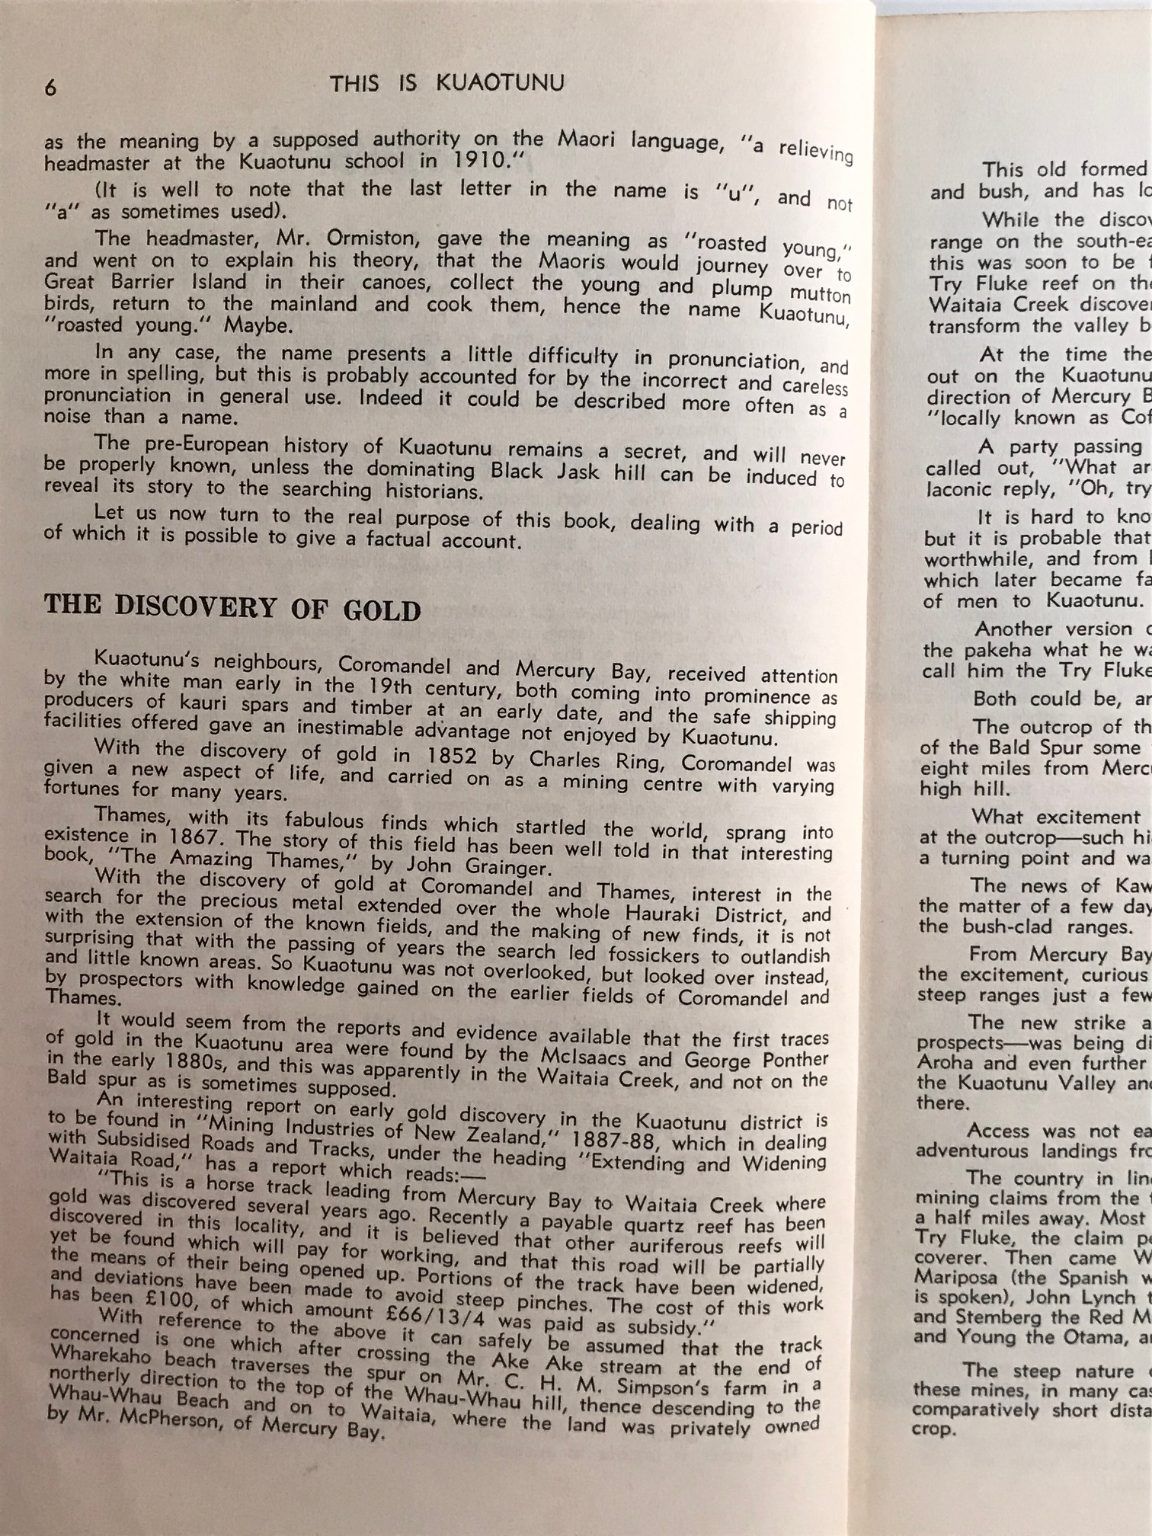 6
THIS IS KUAOTUNU
as the meaning by a supposed authority on the Maori language, "a relieving
headmaster at the Kuaotunu school in 1910."
(It is well to note that the last letter in the name is "u", and not
"a" as sometimes used).
The headmaster, Mr. Ormiston, gave the meaning as "roasted young,"
and went on to explain his theory, that the Maoris would journey over to
Great Barrier Island in their canoes, collect the young and plump mutton
birds, return to the mainland and cook them, hence the name Kuaotunu,
"roasted young." Maybe.
In any case, the name presents a little difficulty in pronunciation, and
more in spelling, but this is probably accounted for by the incorrect and careless
pronunciation in general use. Indeed it could be described more often as a
noise than a name.
The pre-European history of Kuaotunu remains a secret, and will never
be properly known, unless the dominating Black Jask hill can be induced to
reveal its story to the searching historians.
Let us now turn to the real purpose of this book, dealing with a period
of which it is possible to give a factual account.
THE DISCOVERY OF GOLD
Kuaotunu's neighbours, Coromandel and Mercury Bay, received attention
by the white man early in the 19th century, both coming into prominence as
producers of kauri spars and timber at an early date, and the safe shipping
facilities offered gave an inestimable advantage not enjoyed by Kuaotunu.
With the discovery of gold in 1852 by Charles Ring, Coromandel was
given a new aspect of life, and carried on as a mining centre with varying
fortunes for many years.
Thames, with its fabulous finds which startled the world, sprang into
existence in 1867. The story of this field has been well told in that interesting
book, "The Amazing Thames," by John Grainger.
With the discovery of gold at Coromandel and Thames, interest in the
search for the precious metal extended over the whole Hauraki District, and
with the extension of the known fields, and the making of new finds, it is not
surprising that with the passing of years the search led fossickers to outlandish
and little known areas. So Kuaotunu was not overlooked, but looked over instead,
by prospectors with knowledge gained on the earlier fields of Coromandel and
Thames.
It would seem from the reports and evidence available that the first traces
of gold in the Kuaotunu area were found by the McIsaacs and George Ponther
in the early 1880s, and this was apparently in the Waitaia Creek, and not on the
Bald spur as is sometimes supposed.
An interesting report on early gold discovery in the Kuaotunu district is
to be found in "Mining Industries of New Zealand," 1887-88, which in dealing
with Subsidised Roads and Tracks, under the heading "Extending and Widening
Waitaia Road," has a report which reads:—
"This is a horse track leading from Mercury Bay to Waitaia Creek where
gold was discovered several years ago. Recently a payable quartz reef has been
discovered in this locality, and it is believed that other auriferous reefs will
yet be found which will pay for working, and that this road will be partially
the means of their being opened up. Portions of the track have been widened,
and deviations have been made to avoid steep pinches. The cost of this work
has been £100, of which amount £66/13/4 was paid as subsidy."
With reference to the above it can safely be assumed that the track
concerned is one which after crossing the Ake Ake stream at the end of
Wharekaho beach traverses the spur on Mr. C. H. M. Simpson's farm in a
northerly direction to the top of the Whau-Whau hill, thence descending to the
Whau-Whau Beach and on to Waitaia, where the land was privately owned
by Mr. McPherson, of Mercury Bay.
This old formed
and bush, and has
While the
range on the
this was soon to be
Try Fluke reef on
Waitaia Creek
transform the valley
At the time
out on the Kuaotunu
direction of Mercury
"locally known as
A party passing
called out, "What
laconic reply, "Oh, try
It is hard to
but it is probable that
worthwhile, and from
which later became
of men to Kuaotunu.
Another version
the pakeha what he
call him the Try Fluke
Both could be,
The outcrop of
of the Bald Spur some
eight miles from
high hill.
What excitement
at the outcrop—such
a turning point and
The news of
the matter of a few
the bush-clad ranges.
From Mercury Bay
the excitement, curious
steep ranges just a few
The new strike
prospects—was being
Aroha and even further
the Kuaotunu Valley
there.
Access was not
adventurous landings
The country in
mining claims from the
a half miles away. Most
Try Fluke, the claim
coverer. Then came
Mariposa (the Spanish
is spoken), John Lynch
and Stemberg the Red
and Young the Otama,
The steep nature
these mines, in many
comparatively short
crop.